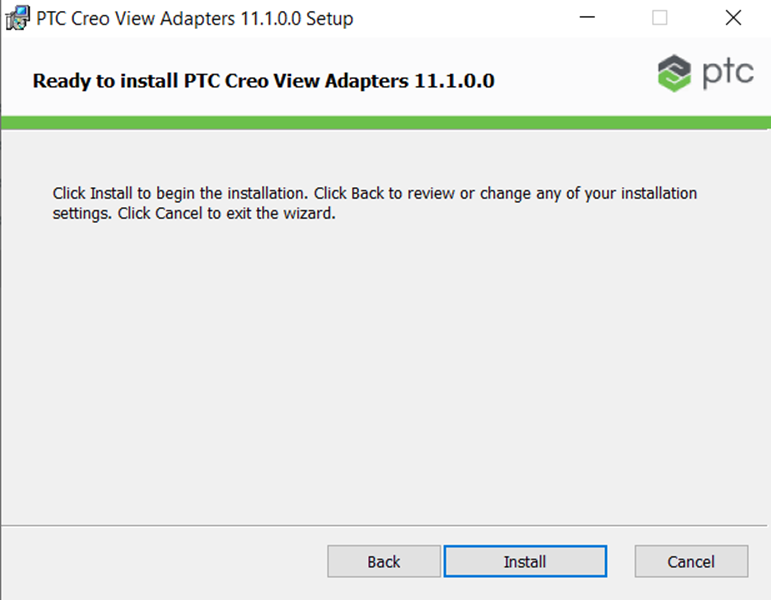 PTC Creo View Adapters 11.1.0.0 Setup
Ready to install PTC Creo View Adapters 11.1.0.0
ptc
Click Install to begin the installation. Click Back to review or change any of your installation
settings. Click Cancel to exit the wizard.
Back
Install
Cancel